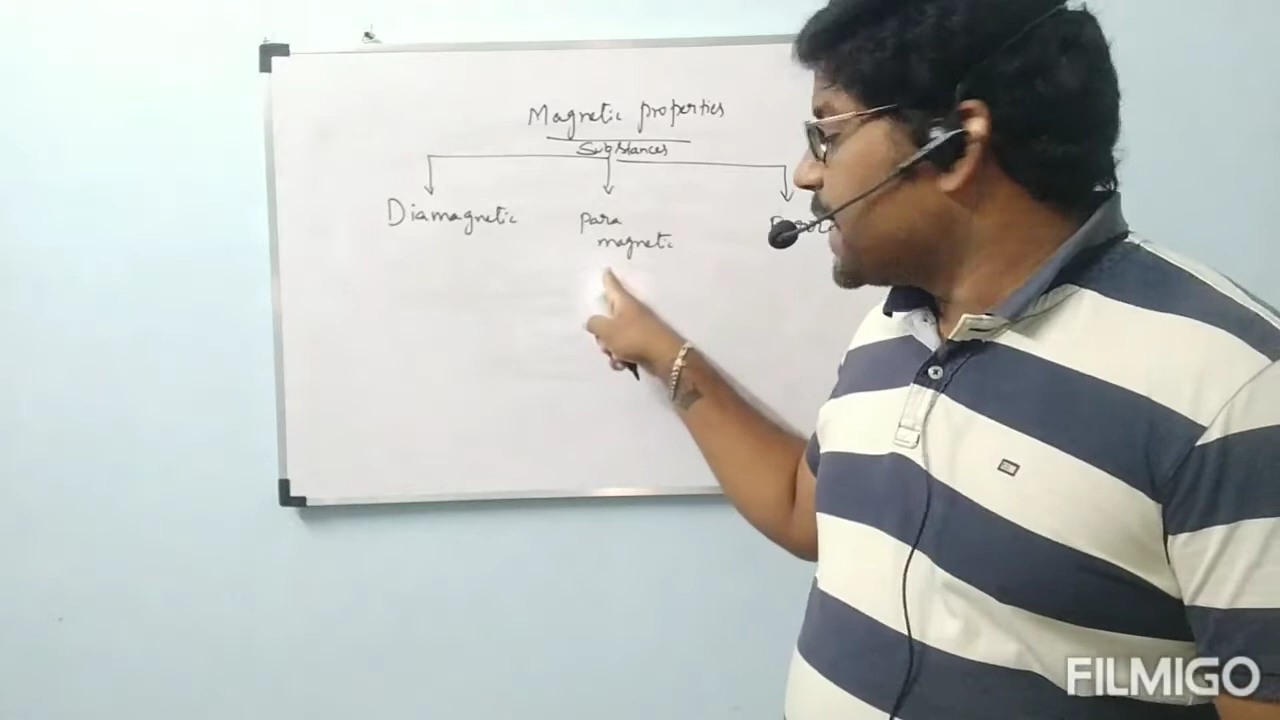 Magnetic properties
Substances
Diamagnetic
Para
magnetic
FILMIGO